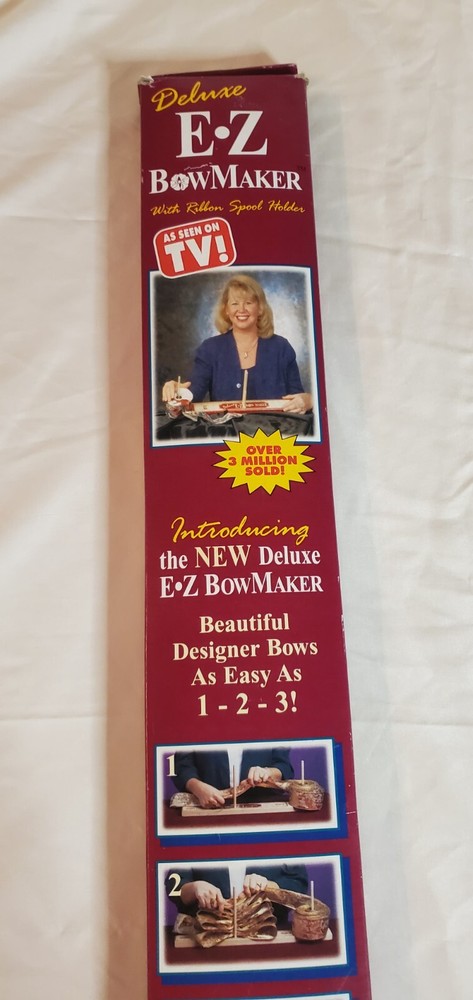 Deluxe
E•Z
BOWMAKER
With Ribbon Spool Holder
AS SEEN ON
TV!
OVER
3 MILLION
SOLD!
Introducing
the NEW Deluxe
E•Z BOWMAKER
Beautiful
Designer Bows
As Easy As
1 - 2 - 3!
1
2